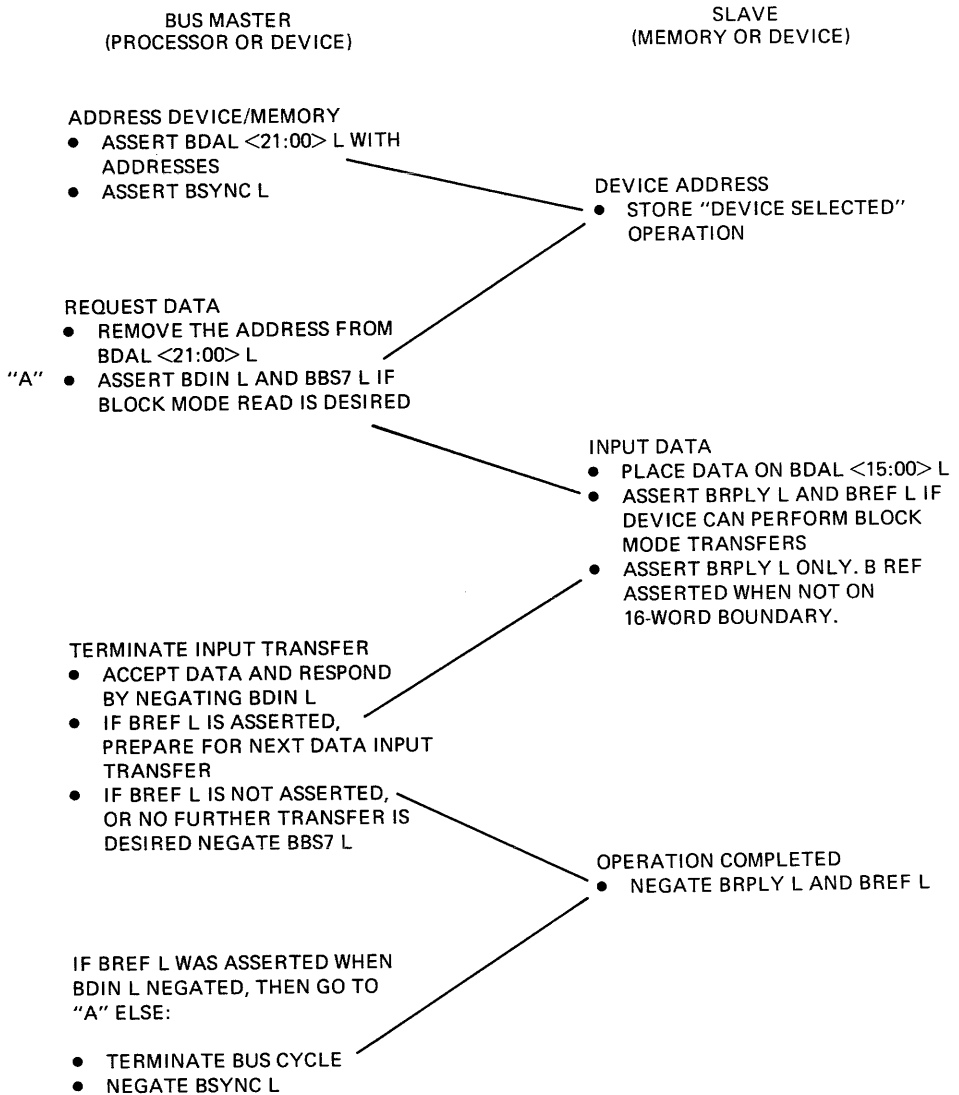 BUS MASTER
(PROCESSOR OR DEVICE)
SLAVE
(MEMORY OR DEVICE)
ADDRESS DEVICE/MEMORY
● ASSERT BDAL <21:00> L WITH
ADDRESSES
● ASSERT BSYNC L
DEVICE ADDRESS
● STORE "DEVICE SELECTED"
OPERATION
REQUEST DATA
● REMOVE THE ADDRESS FROM
BDAL <21:00> L
"A" ● ASSERT BDIN L AND BBS7 L IF
BLOCK MODE READ IS DESIRED
INPUT DATA
● PLACE DATA ON BDAL <15:00> L
● ASSERT BRPLY L AND BREF L IF
DEVICE CAN PERFORM BLOCK
MODE TRANSFERS
● ASSERT BRPLY L ONLY. B REF
ASSERTED WHEN NOT ON
16-WORD BOUNDARY.
TERMINATE INPUT TRANSFER
● ACCEPT DATA AND RESPOND
BY NEGATING BDIN L
● IF BREF L IS ASSERTED,
PREPARE FOR NEXT DATA INPUT
TRANSFER
● IF BREF L IS NOT ASSERTED,
OR NO FURTHER TRANSFER IS
DESIRED NEGATE BBS7 L
OPERATION COMPLETED
● NEGATE BRPLY L AND BREF L
IF BREF L WAS ASSERTED WHEN
BDIN L NEGATED, THEN GO TO
"A" ELSE:
● TERMINATE BUS CYCLE
● NEGATE BSYNC L